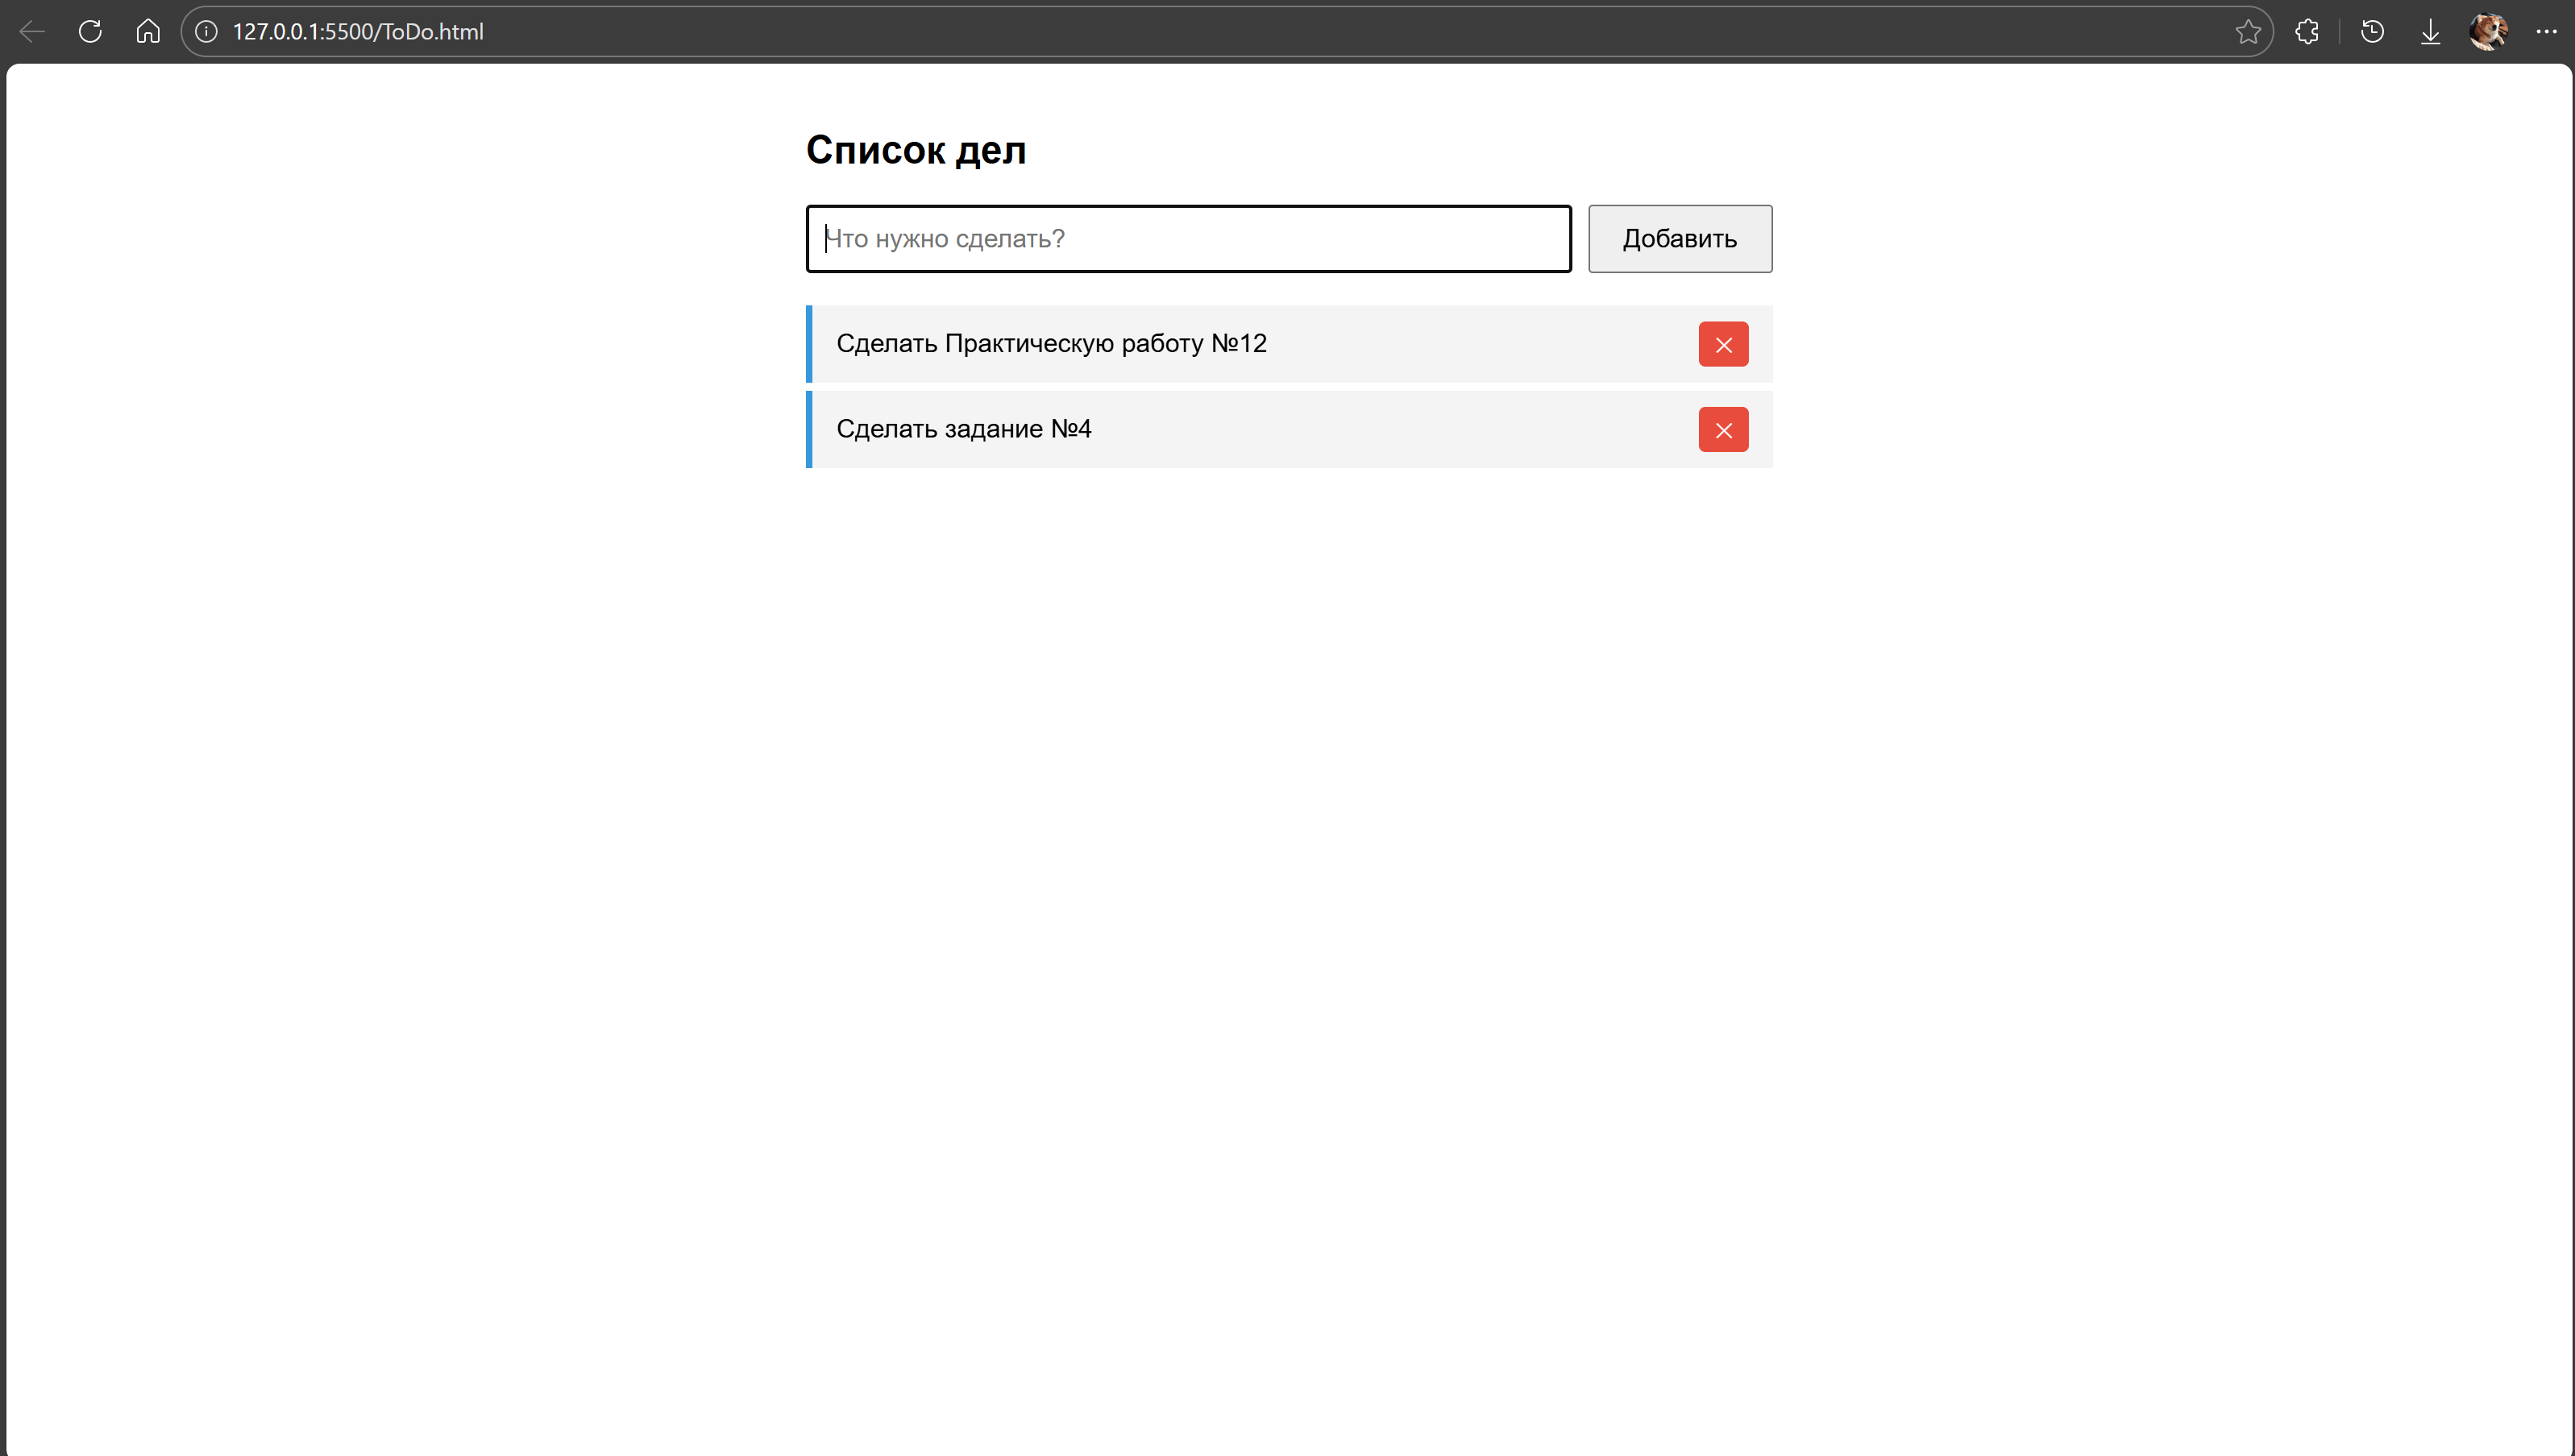 127.0.0.1:5500/ToDo.html
Список дел
Что нужно сделать?
Добавить
Сделать Практическую работу №12
Сделать задание №4